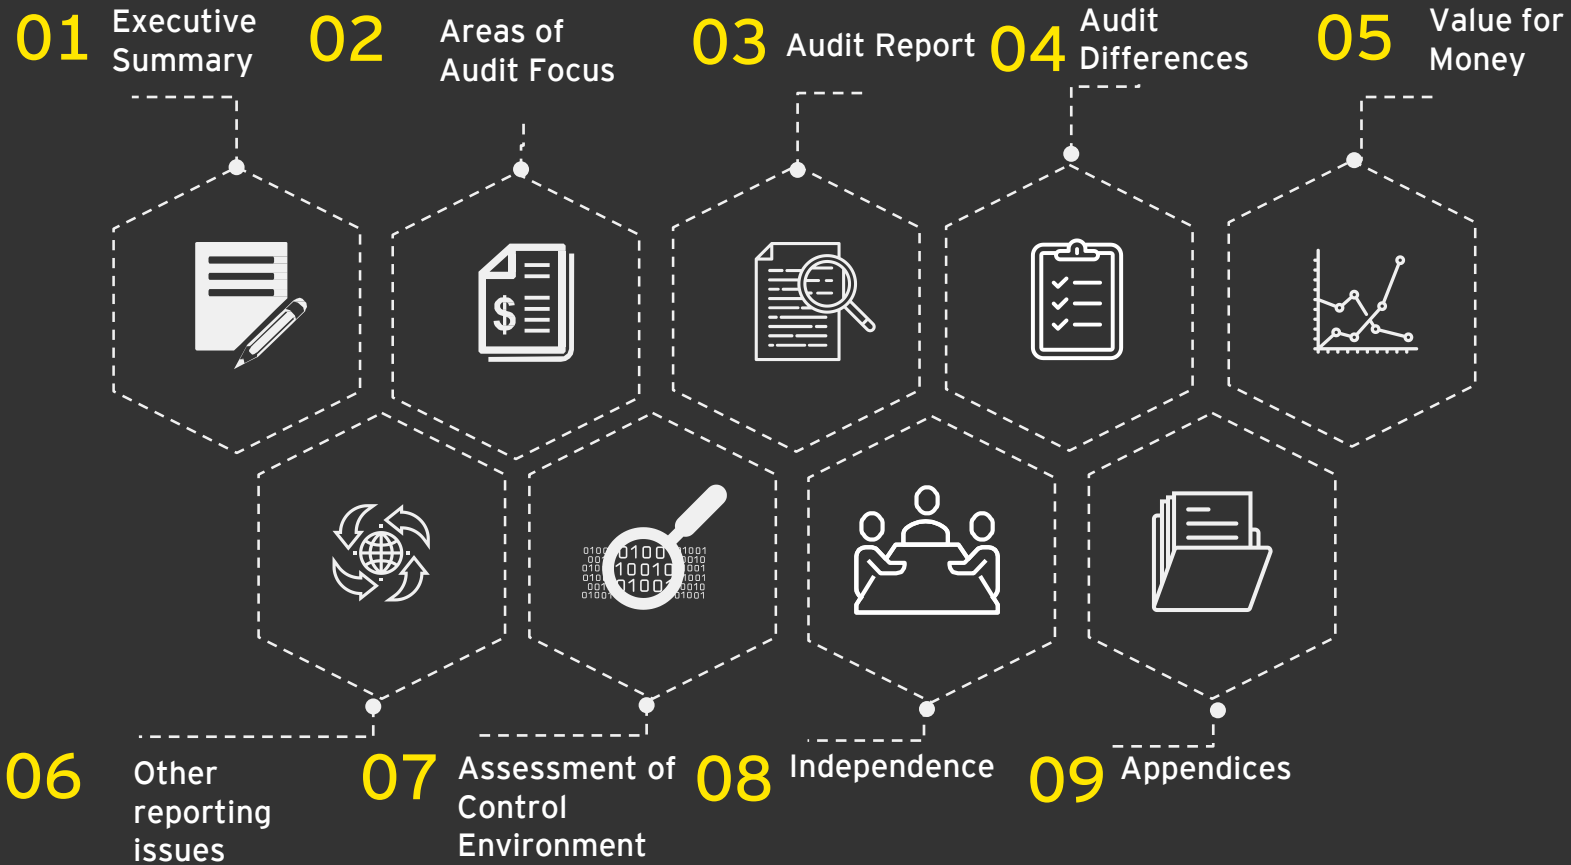 01
Executive
Summary
02
Areas of
Audit Focus
03
Audit Report
04
Audit
Differences
05
Value for
Money
$
06
Other
reporting
issues
07
Assessment of
Control
Environment
08
Independence
09
Appendices